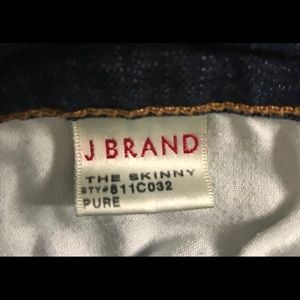 J BRAND
THE SKINNY
STY#811C032
PURE